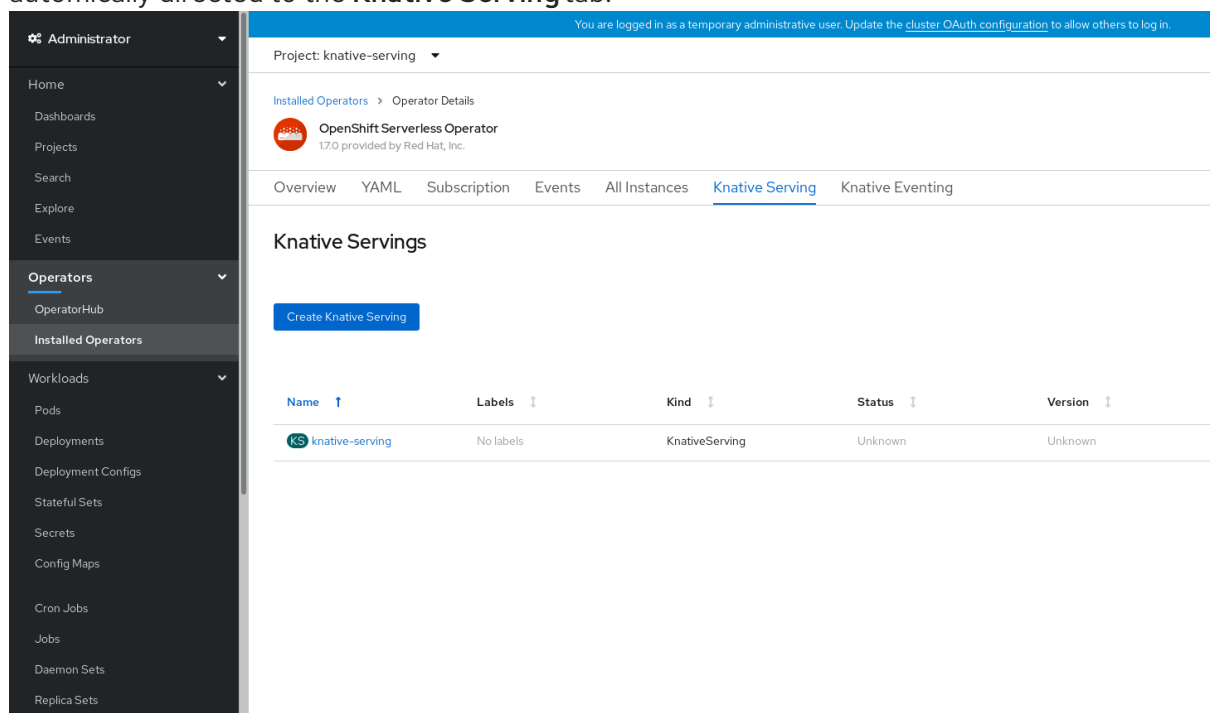 automically directed to the Knative Serving tab.
You are logged in as a temporary administrative user. Update the cluster OAuth configuration to allow others to log in.
Administrator
Project: knative-serving
Home
Dashboards
Projects
Search
Explore
Events
Operators
OperatorHub
Installed Operators
Workloads
Pods
Deployments
Deployment Configs
Stateful Sets
Secrets
Config Maps
Cron Jobs
Jobs
Daemon Sets
Replica Sets
Installed Operators > Operator Details
OpenShift Serverless Operator
1.7.0 provided by Red Hat, Inc.
Overview YAML Subscription Events All Instances Knative Serving Knative Eventing
Knative Servings
Create Knative Serving
Name Labels Kind Status Version
KS knative-serving No labels KnativeServing Unknown Unknown